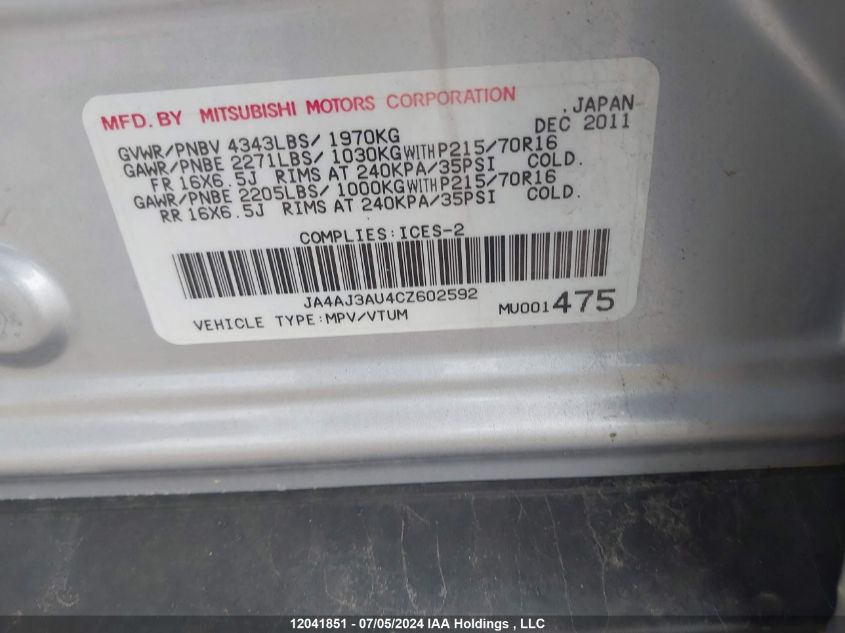 MFD. BY MITSUBISHI MOTORS CORPORATION , JAPAN
DEC 2011
GVWR/PNBV 4343LBS/ 1970KG
GAWR/PNBE 2271LBS/ 1030KG WITH P215/70R16
FR 16X6.5J RIMS AT 240KPA/35PSI COLD.
GAWR/PNBE 2205LBS/ 1000KG WITH P215/70R16
RR 16X6.5J RIMS AT 240KPA/35PSI COLD.
COMPLIES:ICES-2
JA4AJ3AU4CZ602592
VEHICLE TYPE:MPV/VTUM MU001475
12041851 - 07/05/2024 IAA Holdings , LLC